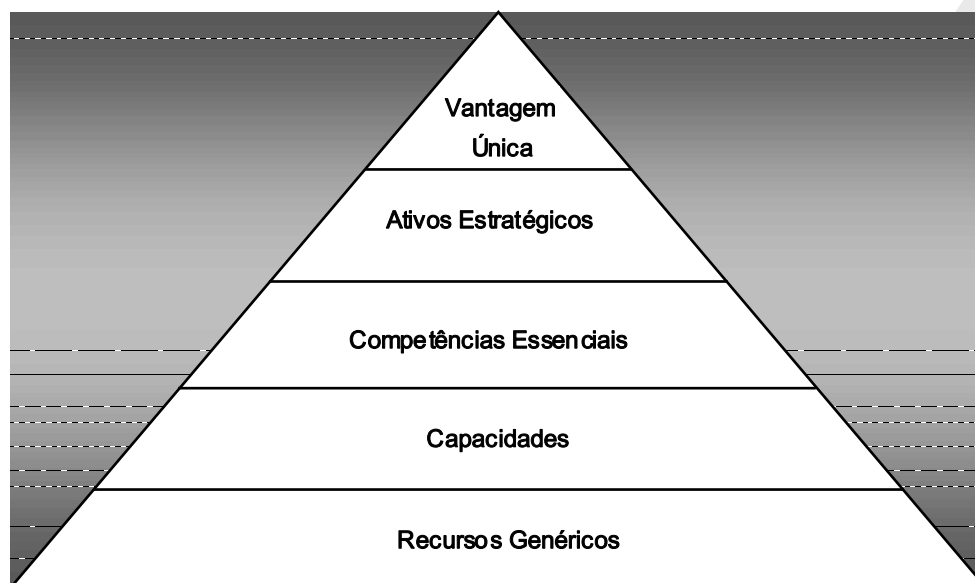 Vantagem
Única
Ativos Estratégicos
Competências Essenciais
Capacidades
Recursos Genéricos